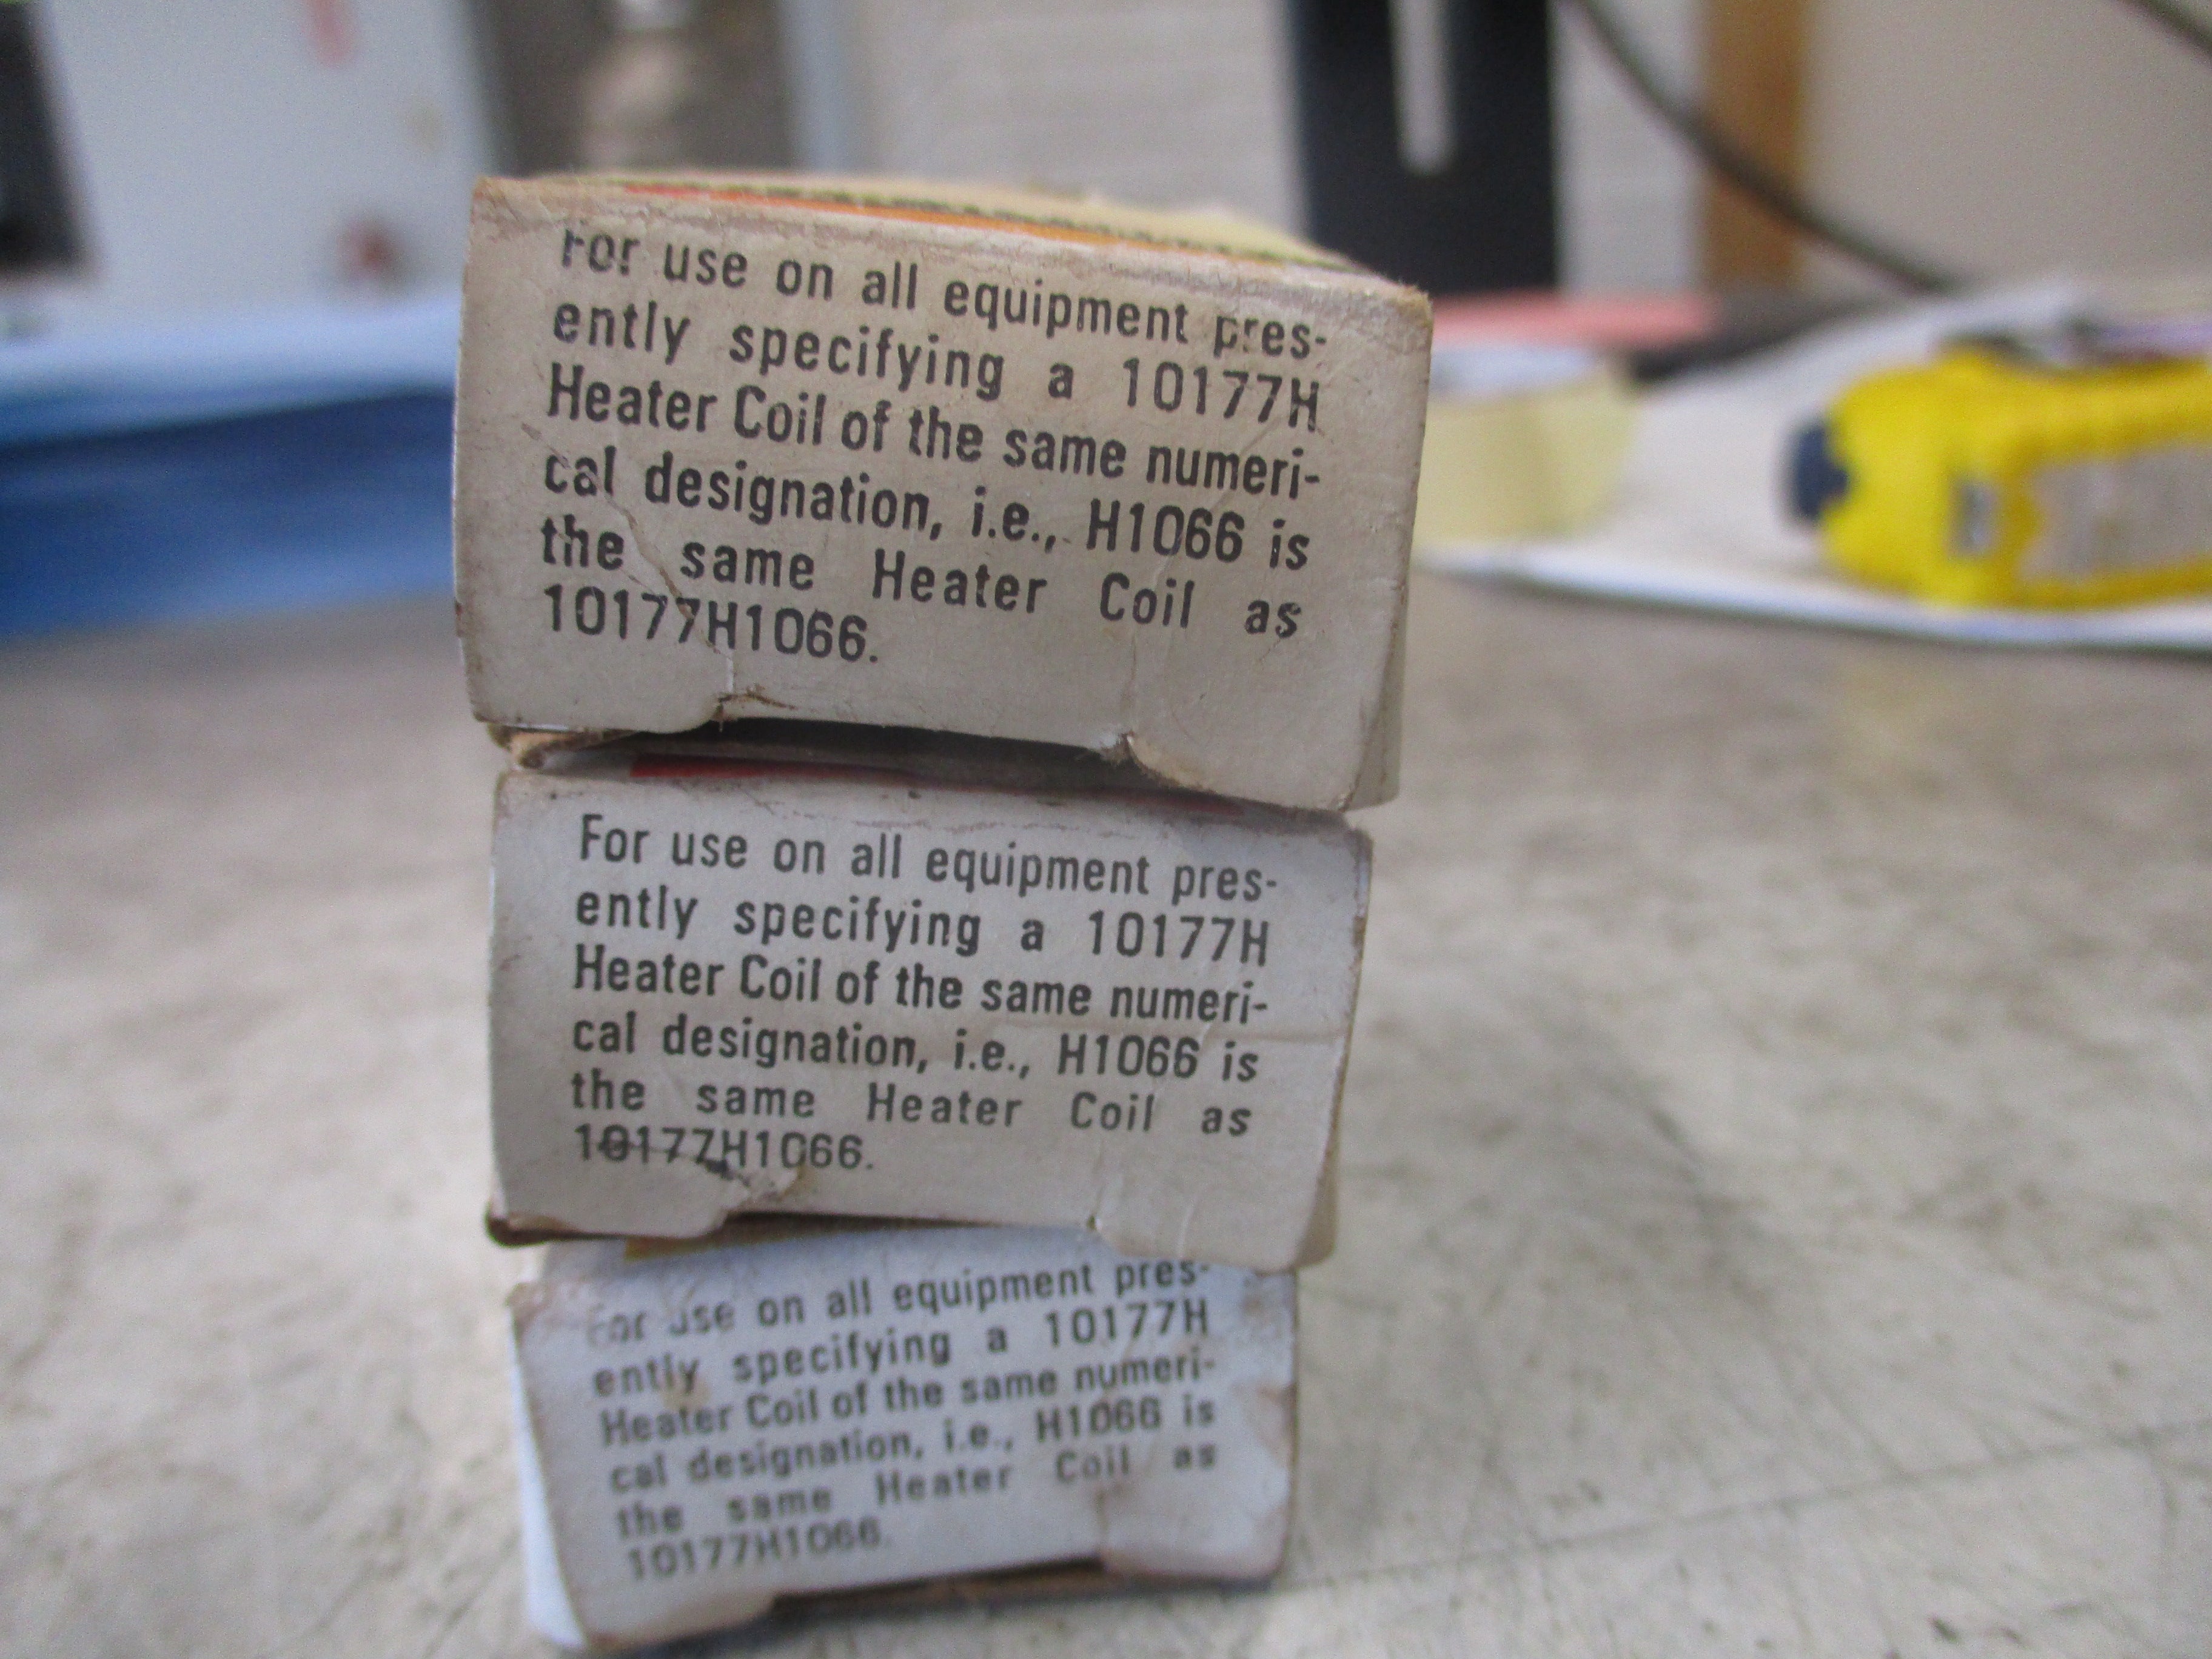 For use on all equipment pres-
ently specifying a 10177H
Heater Coil of the same numeri-
cal designation, i.e., H1066 is
the same Heater Coil as
10177H1066.
For use on all equipment pres-
ently specifying a 10177H
Heater Coil of the same numeri-
cal designation, i.e., H1066 is
the same Heater Coil as
10177H1066.
For use on all equipment pres-
ently specifying a 10177H
Heater Coil of the same numeri-
cal designation, i.e., H1066 is
the same Heater Coil as
10177H1066.